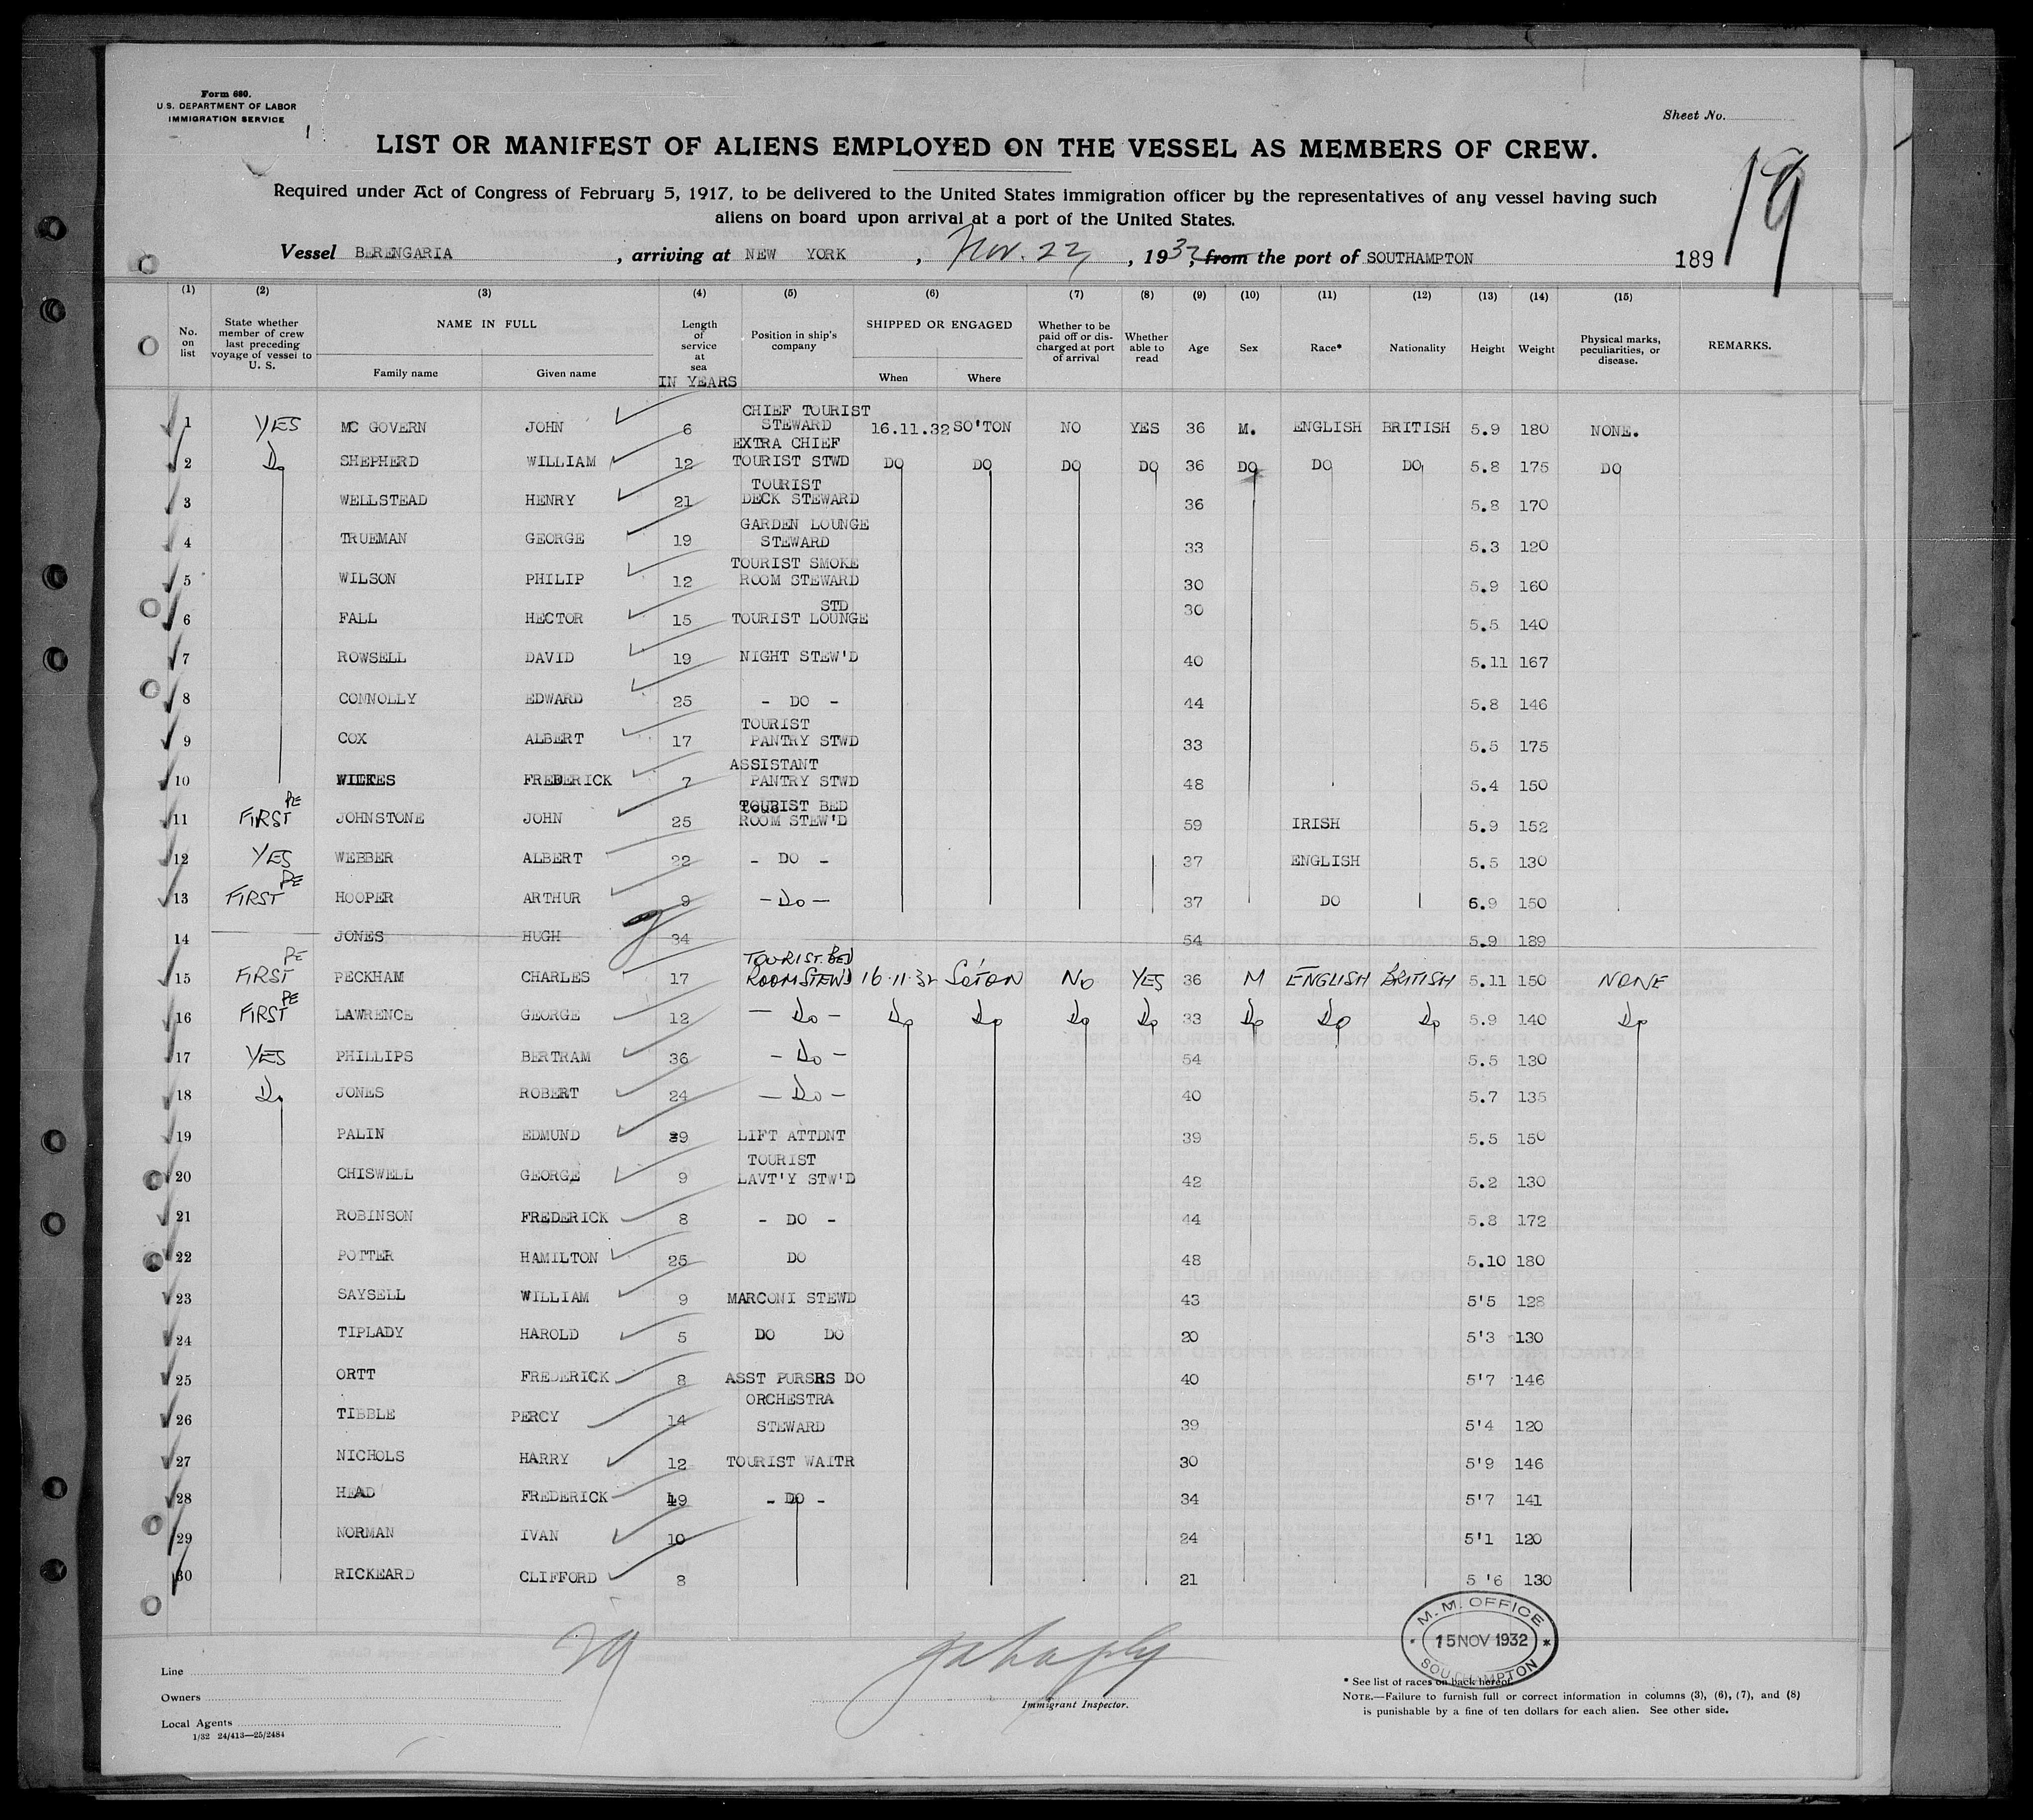 Form 680.
U.S. DEPARTMENT OF LABOR
IMMIGRATION SERVICE
Sheet No.
LIST OR MANIFEST OF ALIENS EMPLOYED ON THE VESSEL AS MEMBERS OF CREW.
19
Required under Act of Congress of February 5, 1917, to be delivered to the United States immigration officer by the representatives of any vessel having such
aliens on board upon arrival at a port of the United States.
Vessel BERENGARIA, arriving at NEW YORK, Nov. 22, 1932, from the port of SOUTHAMPTON 189
(1) (2) (3) (4) (5) (6) (7) (8) (9) (10) (11) (12) (13) (14) (15)
No. on list
State whether member of crew last preceding voyage of vessel to U. S.
NAME IN FULL
Family name Given name
Length of service at sea IN YEARS
Position in ship's company
SHIPPED OR ENGAGED
When Where
Whether to be paid off or discharged at port of arrival
Whether able to read
Age
Sex
Race*
Nationality
Height
Weight
Physical marks, peculiarities, or disease.
REMARKS.
1 YES MC GOVERN JOHN 6 CHIEF TOURIST STEWARD 16.11.32 SO'TON NO YES 36 M. ENGLISH BRITISH 5.9 180 NONE.
2 Do SHEPHERD WILLIAM 12 EXTRA CHIEF TOURIST STWD DO DO DO DO 36 DO DO DO 5.8 175 DO
3 WELLSTEAD HENRY 21 TOURIST DECK STEWARD 36 5.8 170
4 TRUEMAN GEORGE 19 GARDEN LOUNGE STEWARD 33 5.3 120
5 WILSON PHILIP 12 TOURIST SMOKE ROOM STEWARD 30 5.9 160
6 FALL HECTOR 15 TOURIST LOUNGE STD 30 5.5 140
7 ROWSELL DAVID 19 NIGHT STEW'D 40 5.11 167
8 CONNOLLY EDWARD 25 - DO - 44 5.8 146
9 COX ALBERT 17 TOURIST PANTRY STWD 33 5.5 175
10 WILKES FREDERICK 7 ASSISTANT PANTRY STWD 48 5.4 150
11 FIRST RE JOHNSTONE JOHN 25 TOURIST BED ROOM STEW'D 59 IRISH 5.9 152
12 YES WEBBER ALBERT 22 - DO - 37 ENGLISH 5.5 130
13 FIRST RE HOOPER ARTHUR 9 - Do - 37 DO 6.9 150
14 JONES HUGH 34 54 5.9 189
15 FIRST RE PECKHAM CHARLES 17 TOURIST BED ROOM STEW'D 16.11.32 SO'TON NO YES 36 M ENGLISH BRITISH 5.11 150 NONE
16 FIRST RE LAWRENCE GEORGE 12 - Do - Do Do Do Do 33 Do Do Do 5.9 140 Do
17 YES PHILLIPS BERTRAM 36 - Do - 54 5.5 130
18 Do JONES ROBERT 24 - Do - 40 5.7 135
19 PALIN EDMUND 39 LIFT ATTDNT 39 5.5 150
20 CHISWELL GEORGE 9 TOURIST LAVT'Y STW'D 42 5.2 130
21 ROBINSON FREDERICK 8 - DO - 44 5.8 172
22 POTTER HAMILTON 25 DO 48 5.10 180
23 SAYSELL WILLIAM 9 MARCONI STEWD 43 5'5 128
24 TIPLADY HAROLD 5 DO DO 20 5'3 130
25 ORTT FREDERICK 8 ASST PURSRS DO 40 5'7 146
26 TIBBLE PERCY 14 ORCHESTRA STEWARD 39 5'4 120
27 NICHOLS HARRY 12 TOURIST WAITR 30 5'9 146
28 HEAD FREDERICK 19 - DO - 34 5'7 141
29 NORMAN IVAN 10 24 5'1 120
30 RICKEARD CLIFFORD 8 21 5'6 130
29
M. M. OFFICE
15 NOV 1932
SOUTHAMPTON
Line
Owners
Local Agents
1/32 24/413—25/2484
Immigrant Inspector.
* See list of races on back hereof.
NOTE.—Failure to furnish full or correct information in columns (3), (6), (7), and (8)
is punishable by a fine of ten dollars for each alien. See other side.